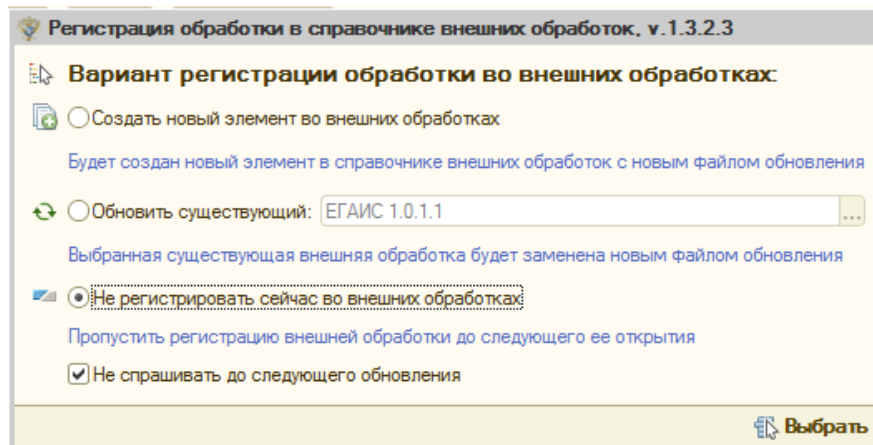 Регистрация обработки в справочнике внешних обработок, v.1.3.2.3
Вариант регистрации обработки во внешних обработках:
Создать новый элемент во внешних обработках
Будет создан новый элемент в справочнике внешних обработок с новым файлом обновления
Обновить существующий: ЕГАИС 1.0.1.1 ...
Выбранная существующая внешняя обработка будет заменена новым файлом обновления
Не регистрировать сейчас во внешних обработках
Пропустить регистрацию внешней обработки до следующего ее открытия
Не спрашивать до следующего обновления
Выбрать